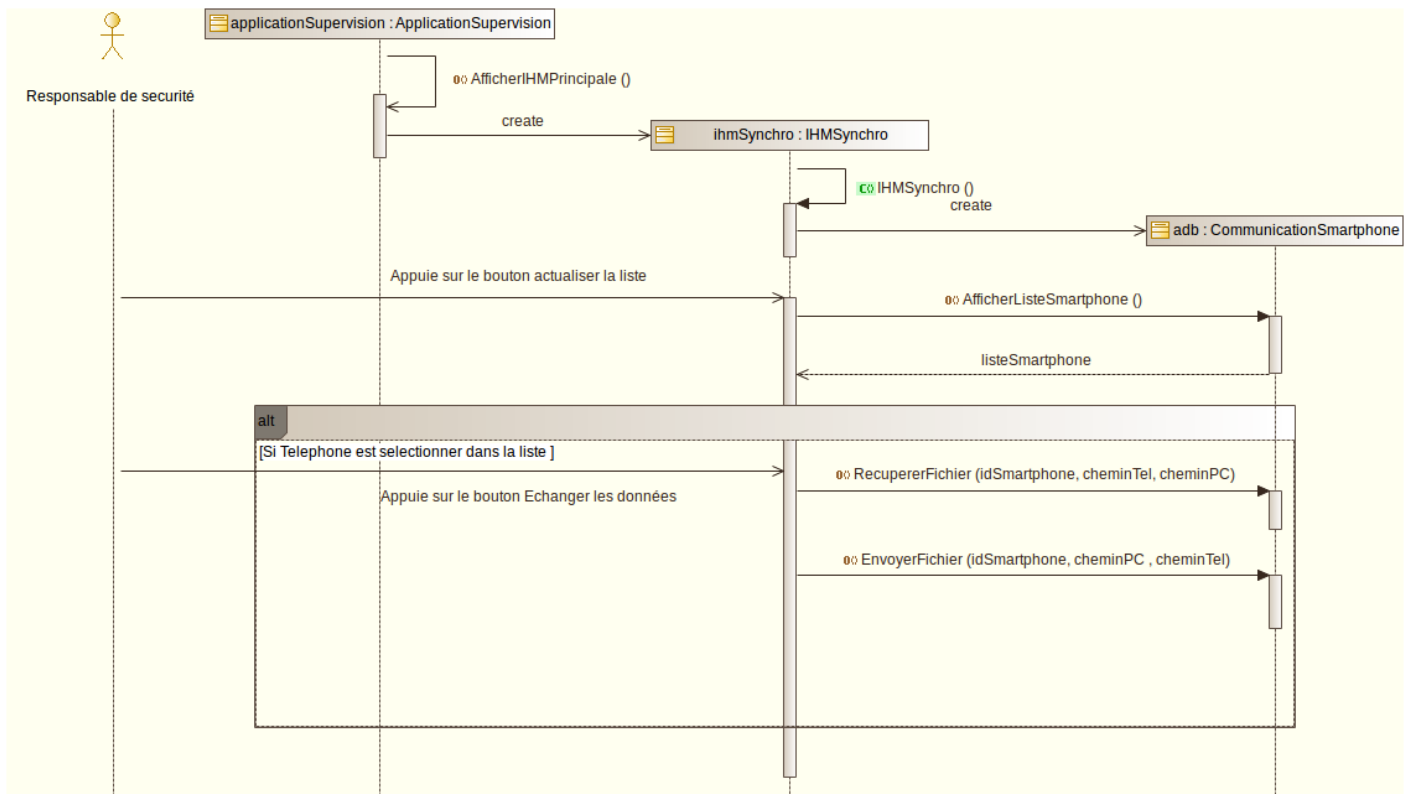 applicationSupervision : ApplicationSupervision
AfficherIHMPrincipale ()
Responsable de securité
create
ihmSynchro : IHMSynchro
IHMSynchro ()
create
adb : CommunicationSmartphone
Appuie sur le bouton actualiser la liste
AfficherListeSmartphone ()
listeSmartphone
alt
[Si Telephone est selectionner dans la liste ]
RecupererFichier (idSmartphone, cheminTel, cheminPC)
Appuie sur le bouton Echanger les données
EnvoyerFichier (idSmartphone, cheminPC , cheminTel)